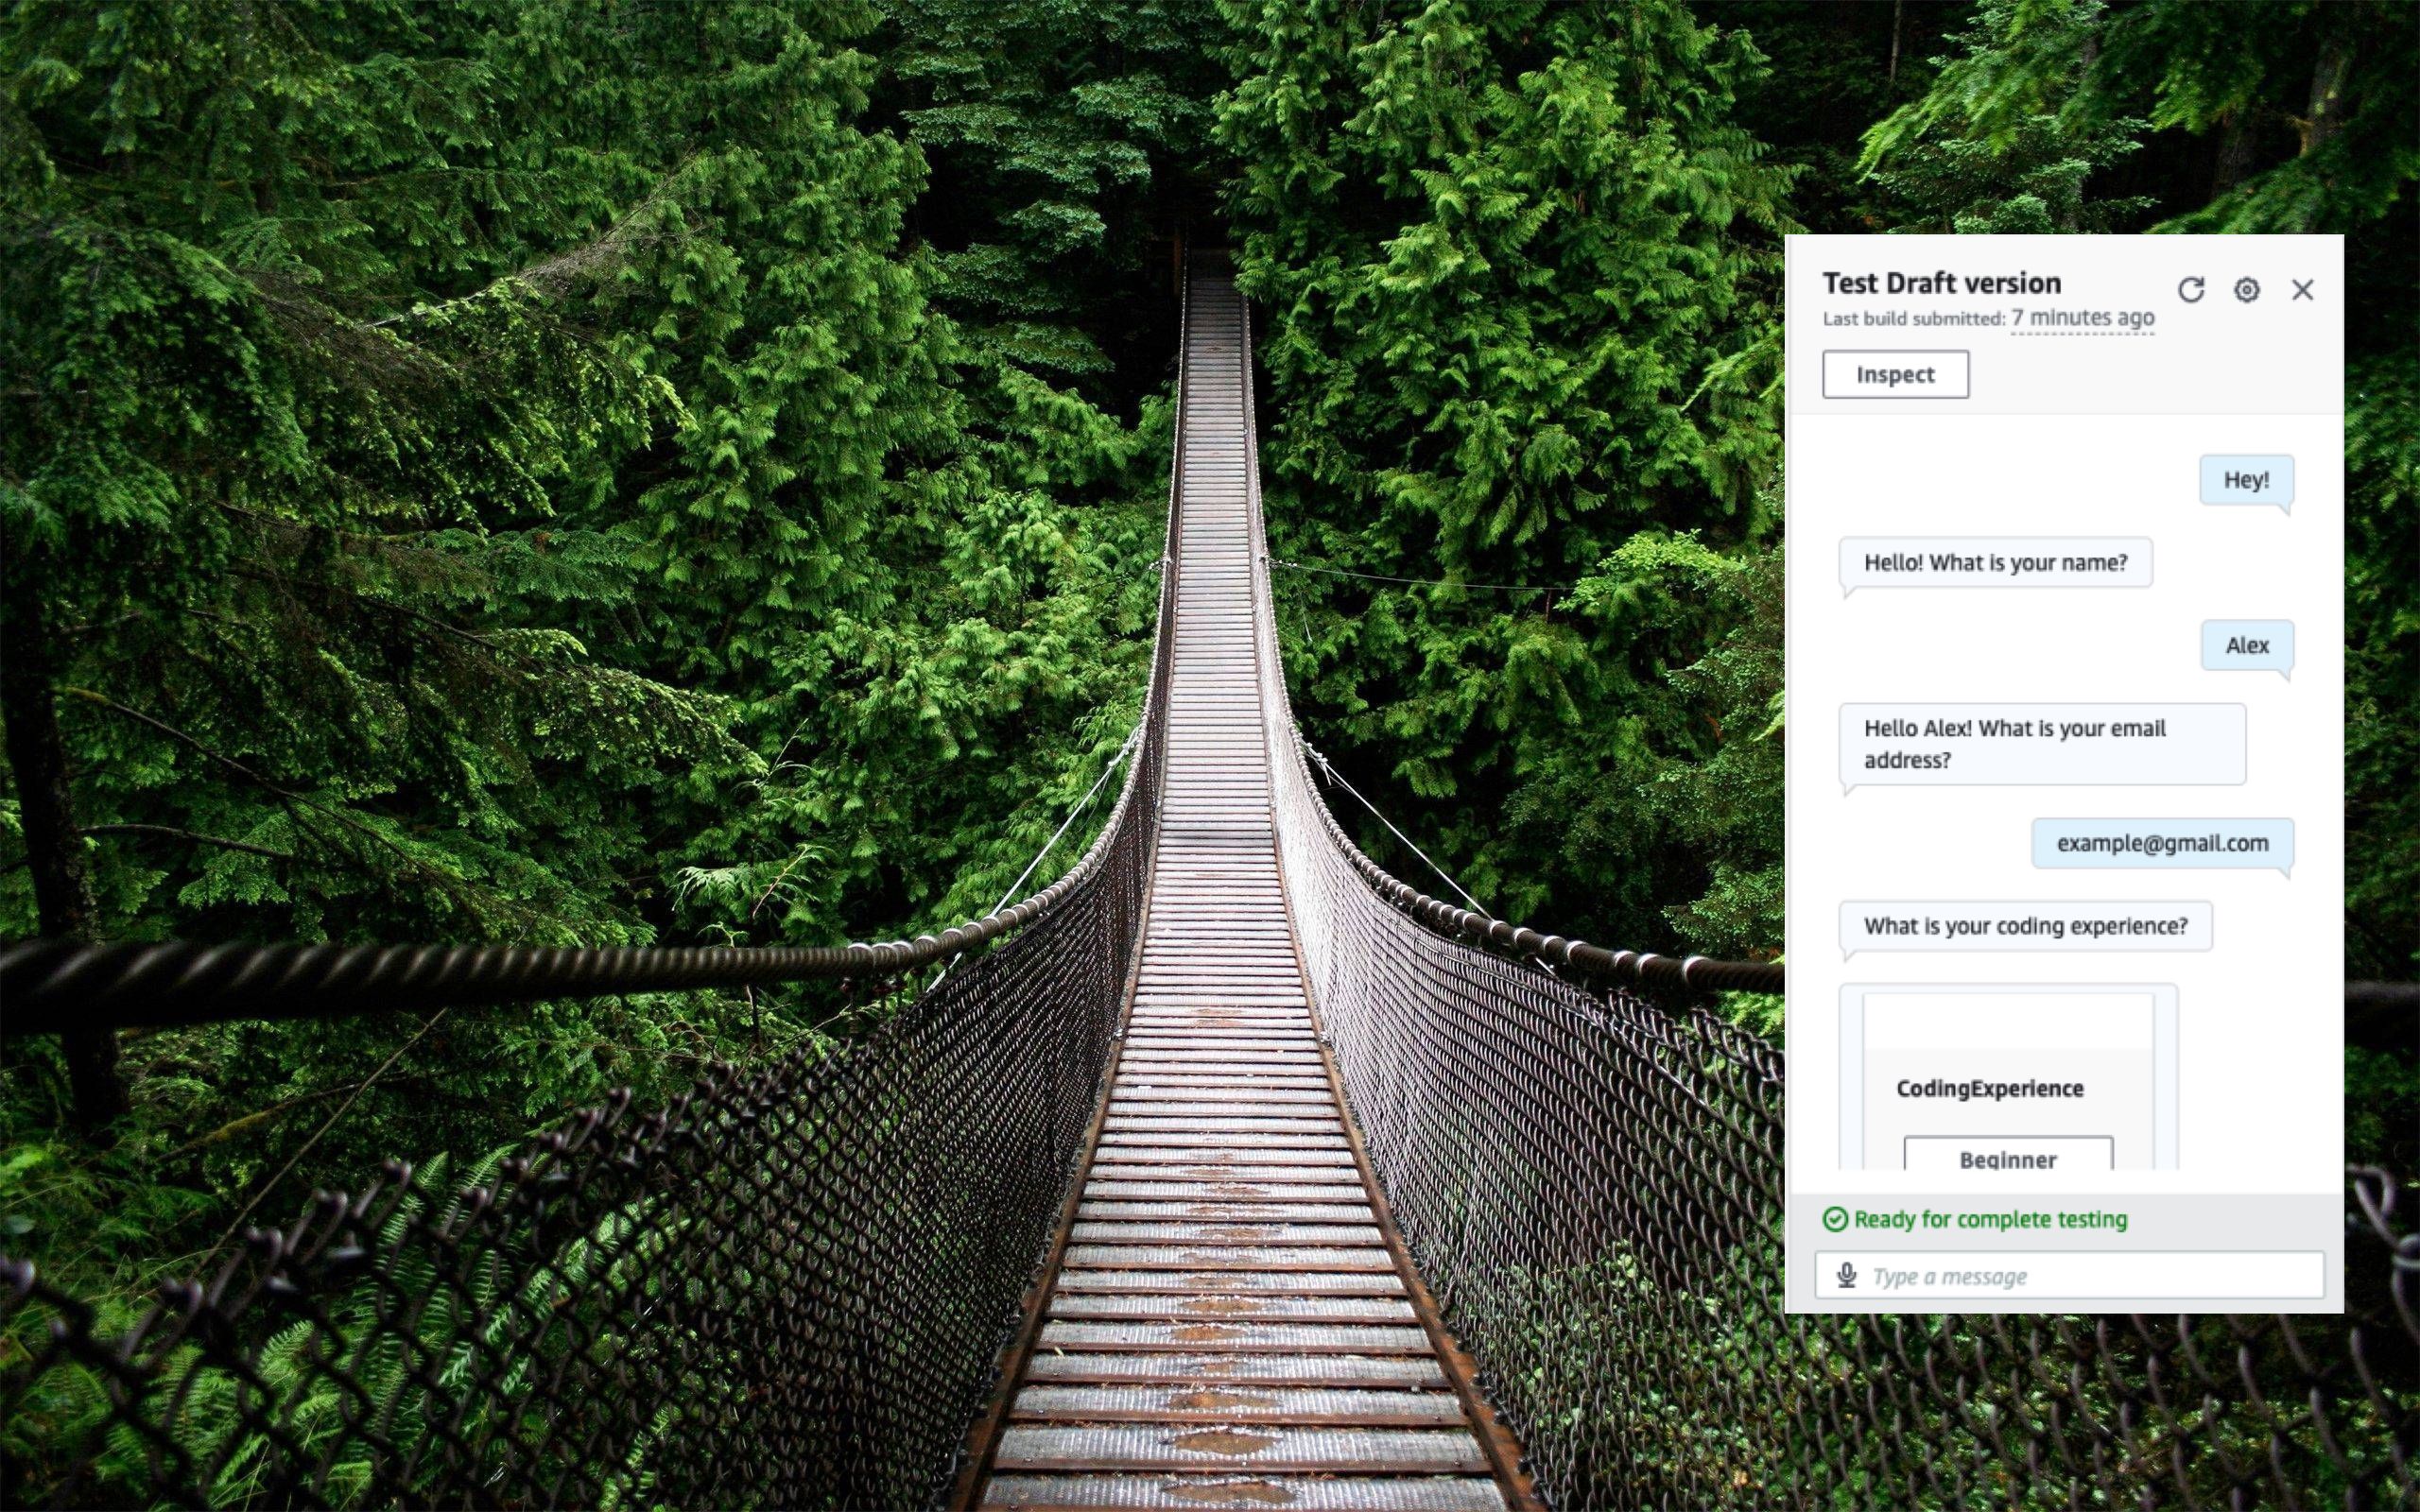 Test Draft version
Last build submitted: 7 minutes ago
Inspect
Hey!
Hello! What is your name?
Alex
Hello Alex! What is your email
address?
example@gmail.com
What is your coding experience?
CodingExperience
Beginner
Ready for complete testing
Type a message